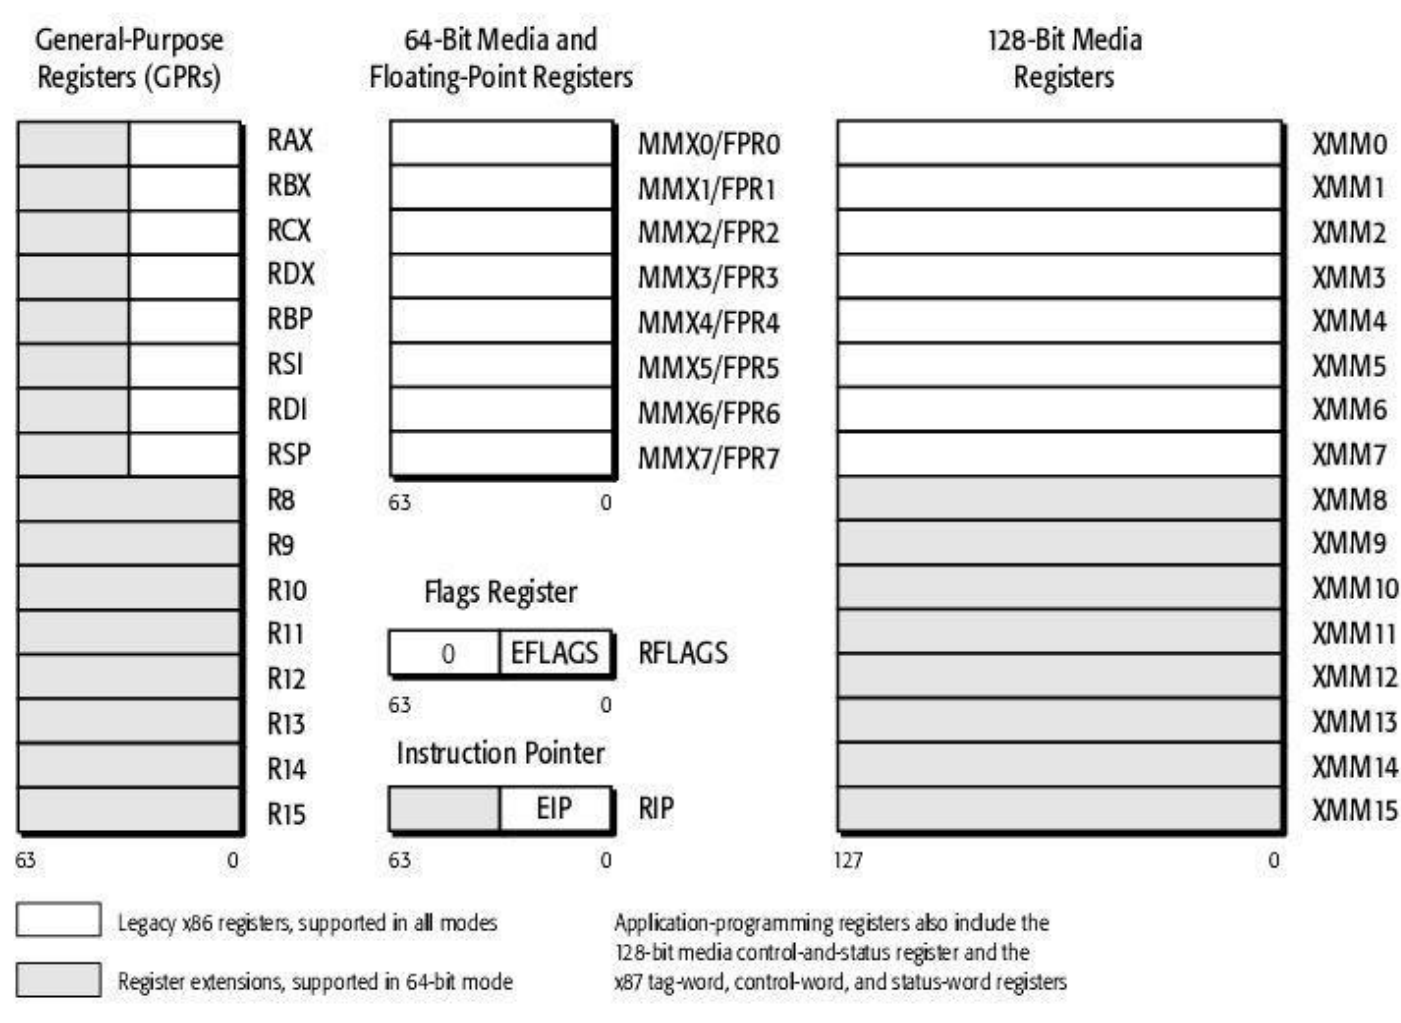 General-Purpose
Registers (GPRs)
RAX
RBX
RCX
RDX
RBP
RSI
RDI
RSP
R8
R9
R10
R11
R12
R13
R14
R15
63 0
64-Bit Media and
Floating-Point Registers
MMX0/FPR0
MMX1/FPR1
MMX2/FPR2
MMX3/FPR3
MMX4/FPR4
MMX5/FPR5
MMX6/FPR6
MMX7/FPR7
63 0
Flags Register
0 EFLAGS RFLAGS
63 0
Instruction Pointer
EIP RIP
63 0
128-Bit Media
Registers
XMM0
XMM1
XMM2
XMM3
XMM4
XMM5
XMM6
XMM7
XMM8
XMM9
XMM10
XMM11
XMM12
XMM13
XMM14
XMM15
127 0
Legacy x86 registers, supported in all modes
Register extensions, supported in 64-bit mode
Application-programming registers also include the
128-bit media control-and-status register and the
x87 tag-word, control-word, and status-word registers